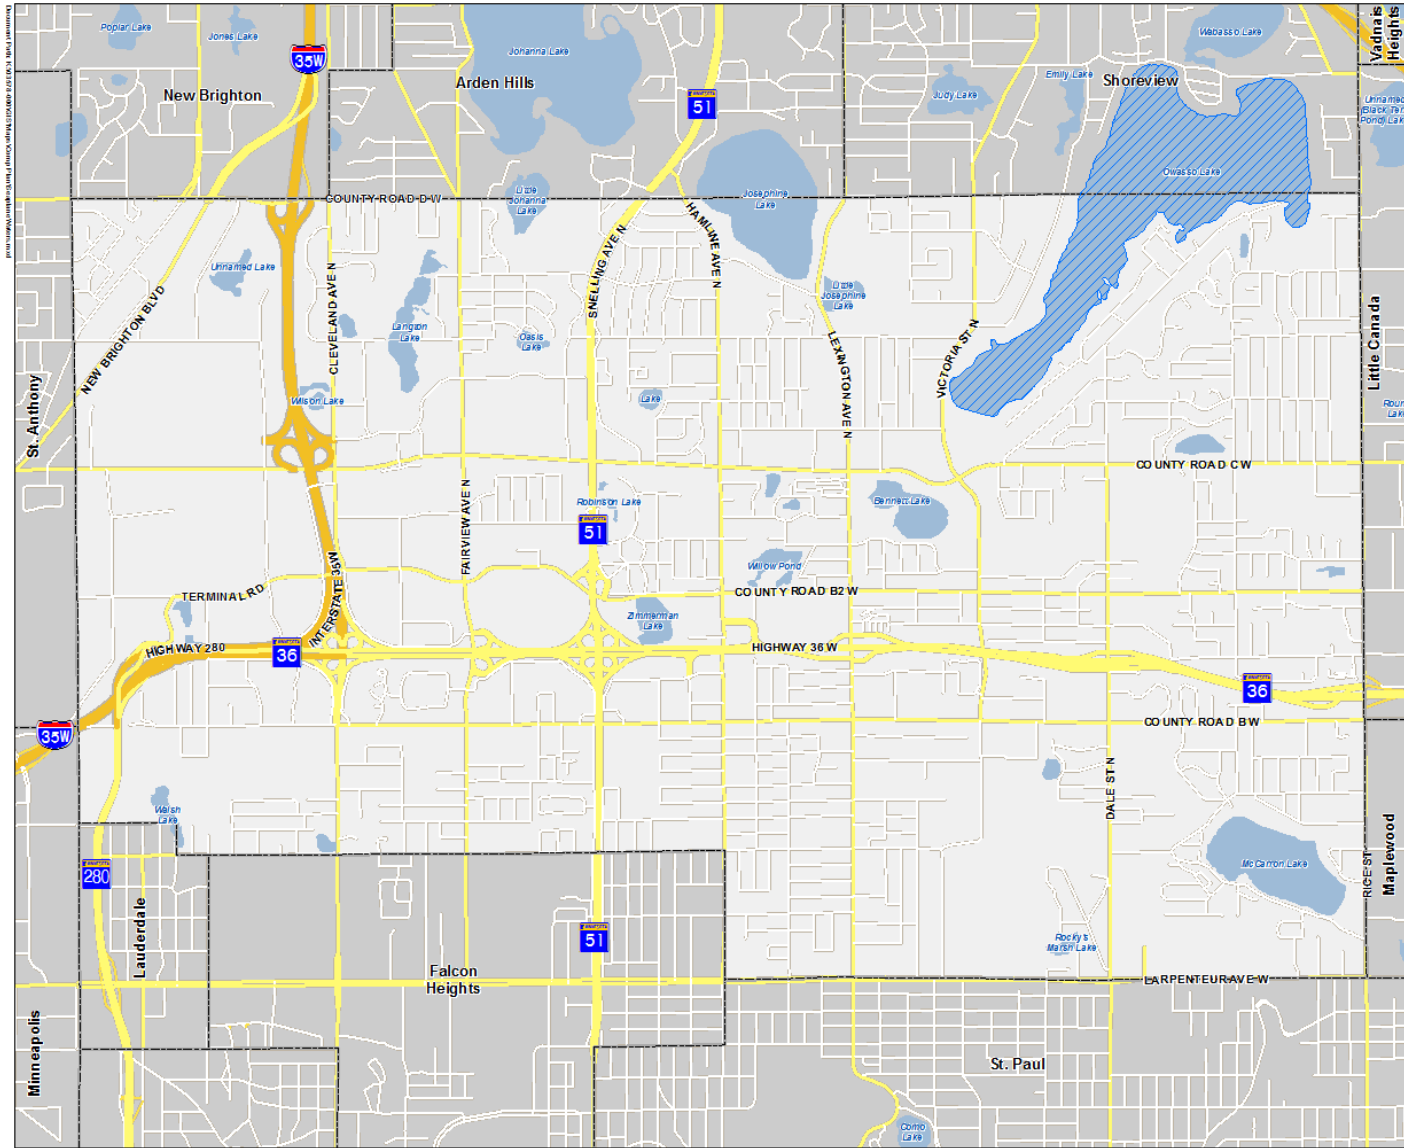 Poplar Lake
Jones Lake
Johanna Lake
Wabasso Lake
Vadnais
Heights
35W
New Brighton
Arden Hills
51
Emily Lake
Shoreview
Judy Lake
Unnamed
Owasso Lake
COUNTY ROAD D W
Little
Johanna
Lake
Josephine
Lake
HAMLINE AVE N
SNELLING AVE N
Unnamed Lake
CLEVELAND AVE N
NEW BRIGHTON BLVD
Langton
Lake
Oasis
Lake
Little
Josephine
Lake
LEXINGTON AVE N
VICTORIA ST N
Little Canada
St. Anthony
Wilson Lake
Lake
COUNTY ROAD C W
FAIRVIEW AVE N
Robinson Lake
51
Bennett Lake
Willow Pond
TERMINAL RD
INTERSTATE 35W
COUNTY ROAD B2 W
Zimmerman
Lake
HIGHWAY 280
36
HIGHWAY 36 W
36
35W
COUNTY ROAD B W
DALE ST N
Walsh
Lake
280
McCarron Lake
RICE ST
Maplewood
Lauderdale
51
Rocky's
Marsh Lake
Falcon
Heights
LARPENTEUR AVE W
Minneapolis
St. Paul
Como
Lake